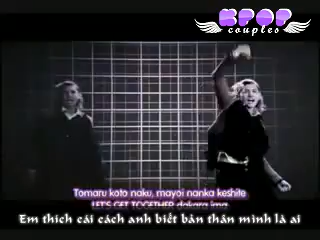 KPOP
couples
Tomaru koto naku, mayoi nanka keshite
LET'S GET TOGETHER dakara ima
Em thích cái cách anh biết bản thân mình là ai